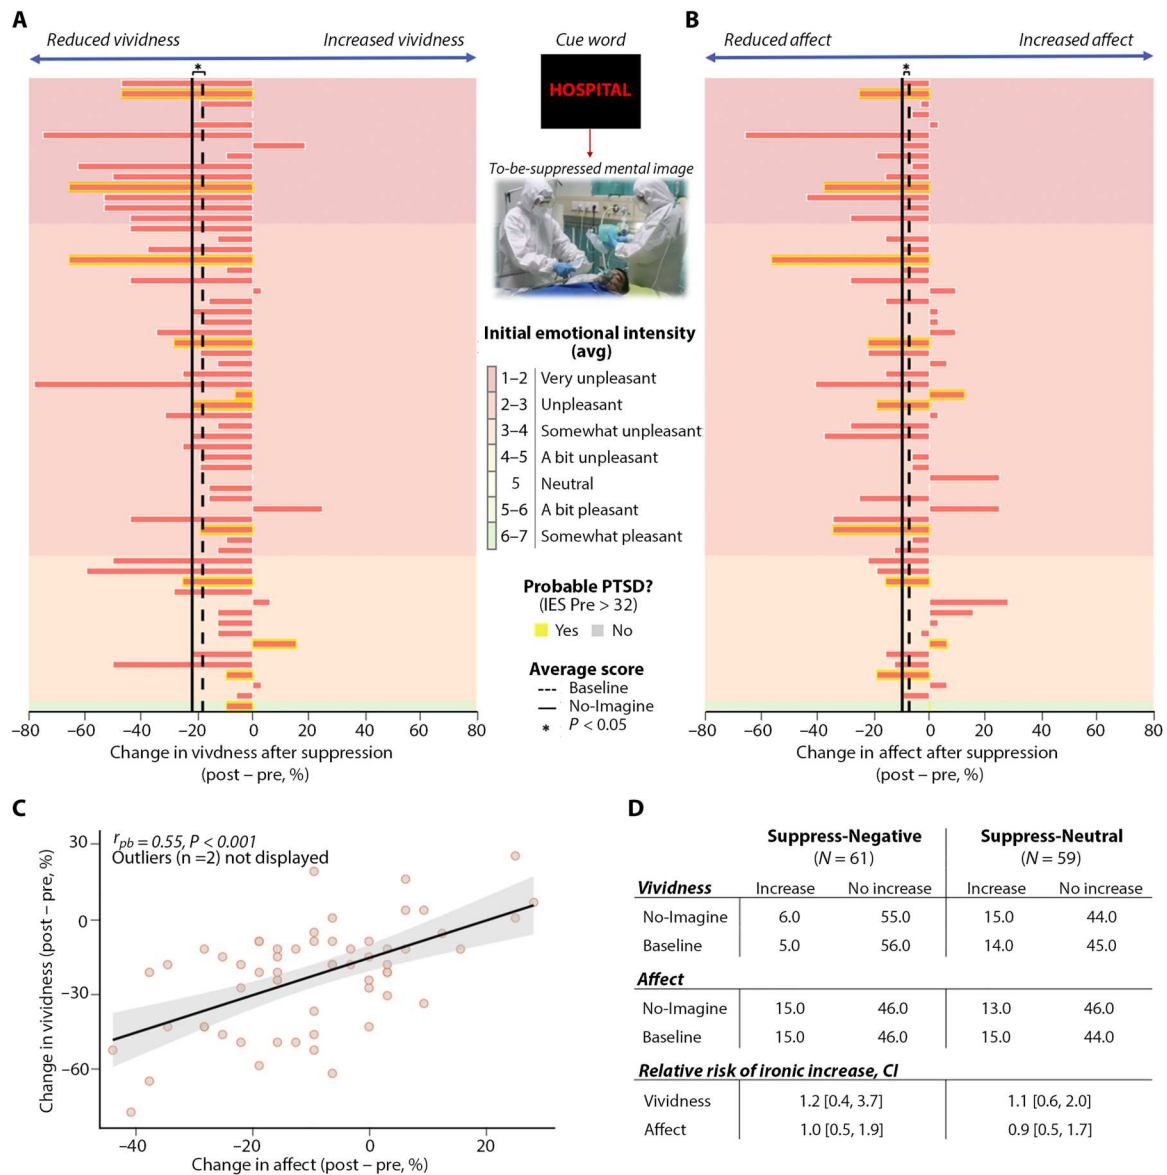 A
Reduced vividness
Increased vividness
*
−80
−60
−40
−20
0
20
40
60
80
Change in vividness after suppression
(post – pre, %)
Cue word
HOSPITAL
To-be-suppressed mental image
Initial emotional intensity
(avg)
1–2 Very unpleasant
2–3 Unpleasant
3–4 Somewhat unpleasant
4–5 A bit unpleasant
5 Neutral
5–6 A bit pleasant
6–7 Somewhat pleasant
Probable PTSD?
(IES Pre > 32)
Yes No
Average score
Baseline
No-Imagine
* P < 0.05
B
Reduced affect
Increased affect
*
−80
−60
−40
−20
0
20
40
60
80
Change in affect after suppression
(post – pre, %)
C
r pb = 0.55, P < 0.001
Outliers (n =2) not displayed
30
0
−30
−60
Change in vividness (post – pre, %)
−40
−20
0
20
Change in affect (post – pre, %)
D
Suppress-Negative Suppress-Neutral
(N = 61) (N = 59)
Vividness Increase No increase Increase No increase
No-Imagine 6.0 55.0 15.0 44.0
Baseline 5.0 56.0 14.0 45.0
Affect
No-Imagine 15.0 46.0 13.0 46.0
Baseline 15.0 46.0 15.0 44.0
Relative risk of ironic increase, CI
Vividness 1.2 [0.4, 3.7] 1.1 [0.6, 2.0]
Affect 1.0 [0.5, 1.9] 0.9 [0.5, 1.7]